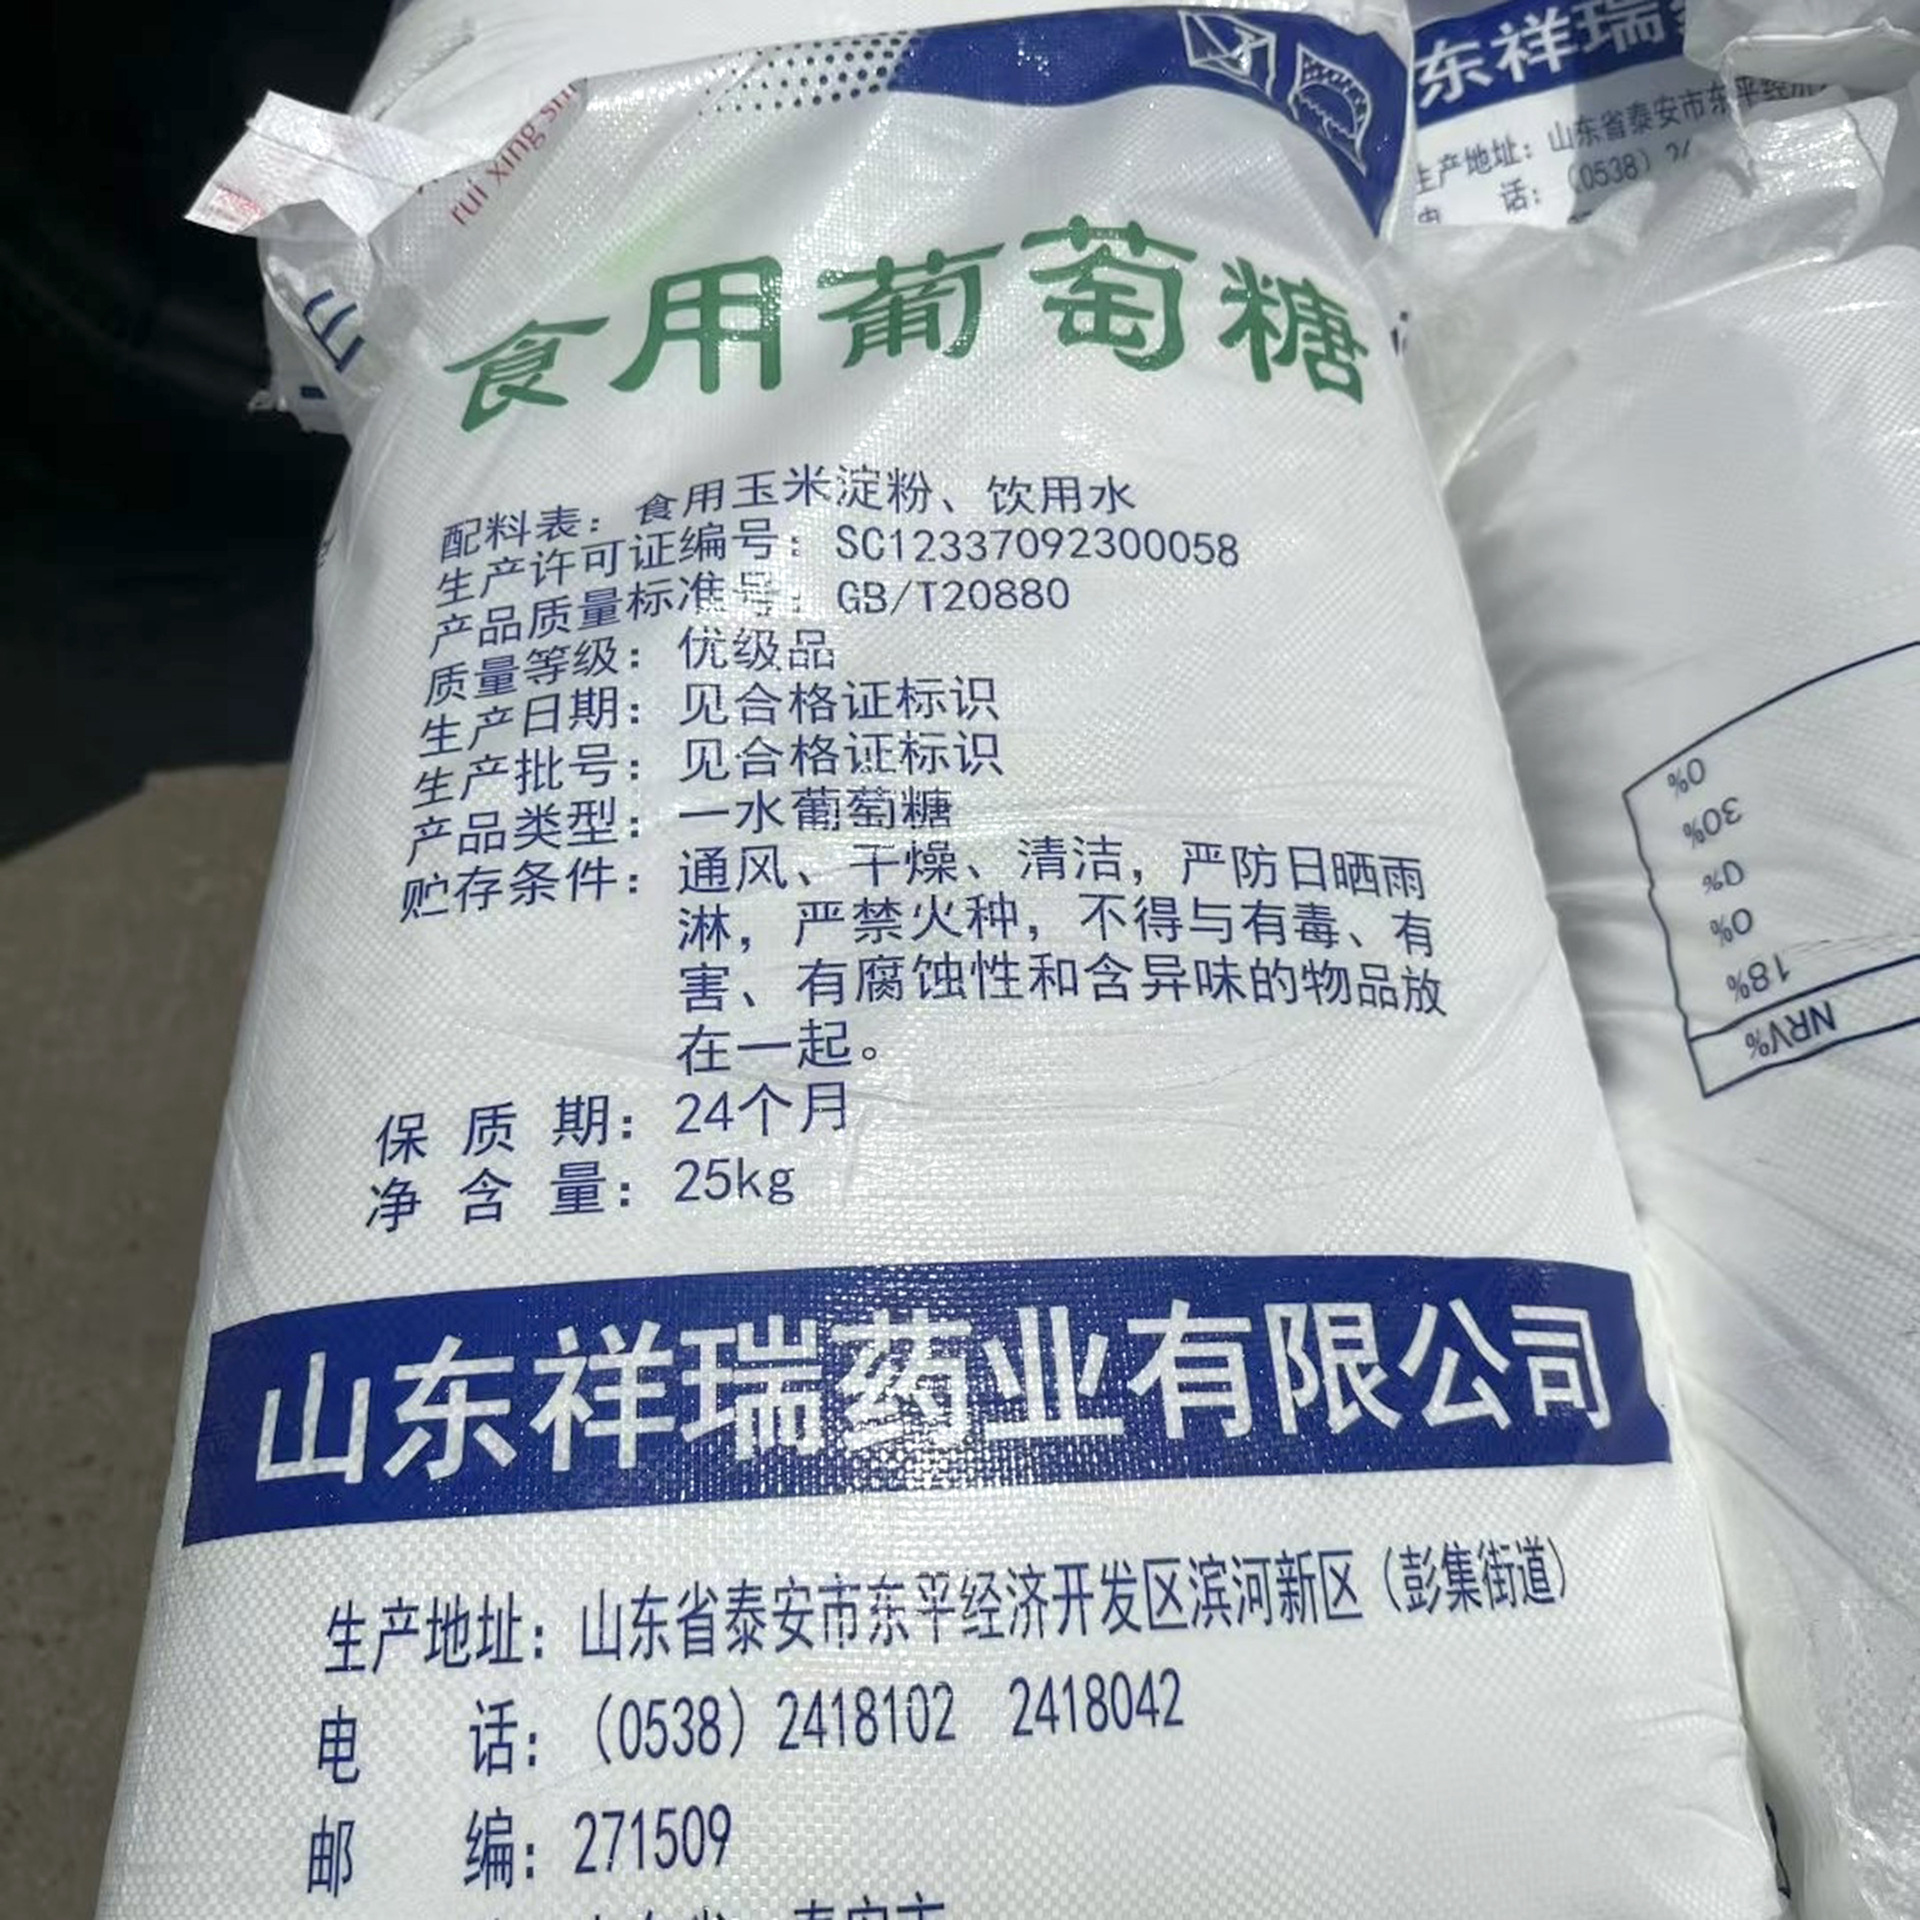 rui xing
食用葡萄糖
配料表：食用玉米淀粉、饮用水
生产许可证编号：SC12337092300058
产品质量标准号：GB/T20880
质量等级：优级品
生产日期：见合格证标识
生产批号：见合格证标识
产品类型：一水葡萄糖
贮存条件：通风、干燥、清洁，严防日晒雨
淋，严禁火种，不得与有毒、有
害、有腐蚀性和含异味的物品放
在一起。
保质期：24个月
净含量：25kg
山东祥瑞药业有限公司
生产地址：山东省泰安市东平经济开发区滨河新区（彭集街道）
电话：（0538）2418102 2418042
邮编：271509
东祥瑞
生产地址：山东省泰安市东平
话：（0538）
0%
30%
0%
0%
18%
NRV%